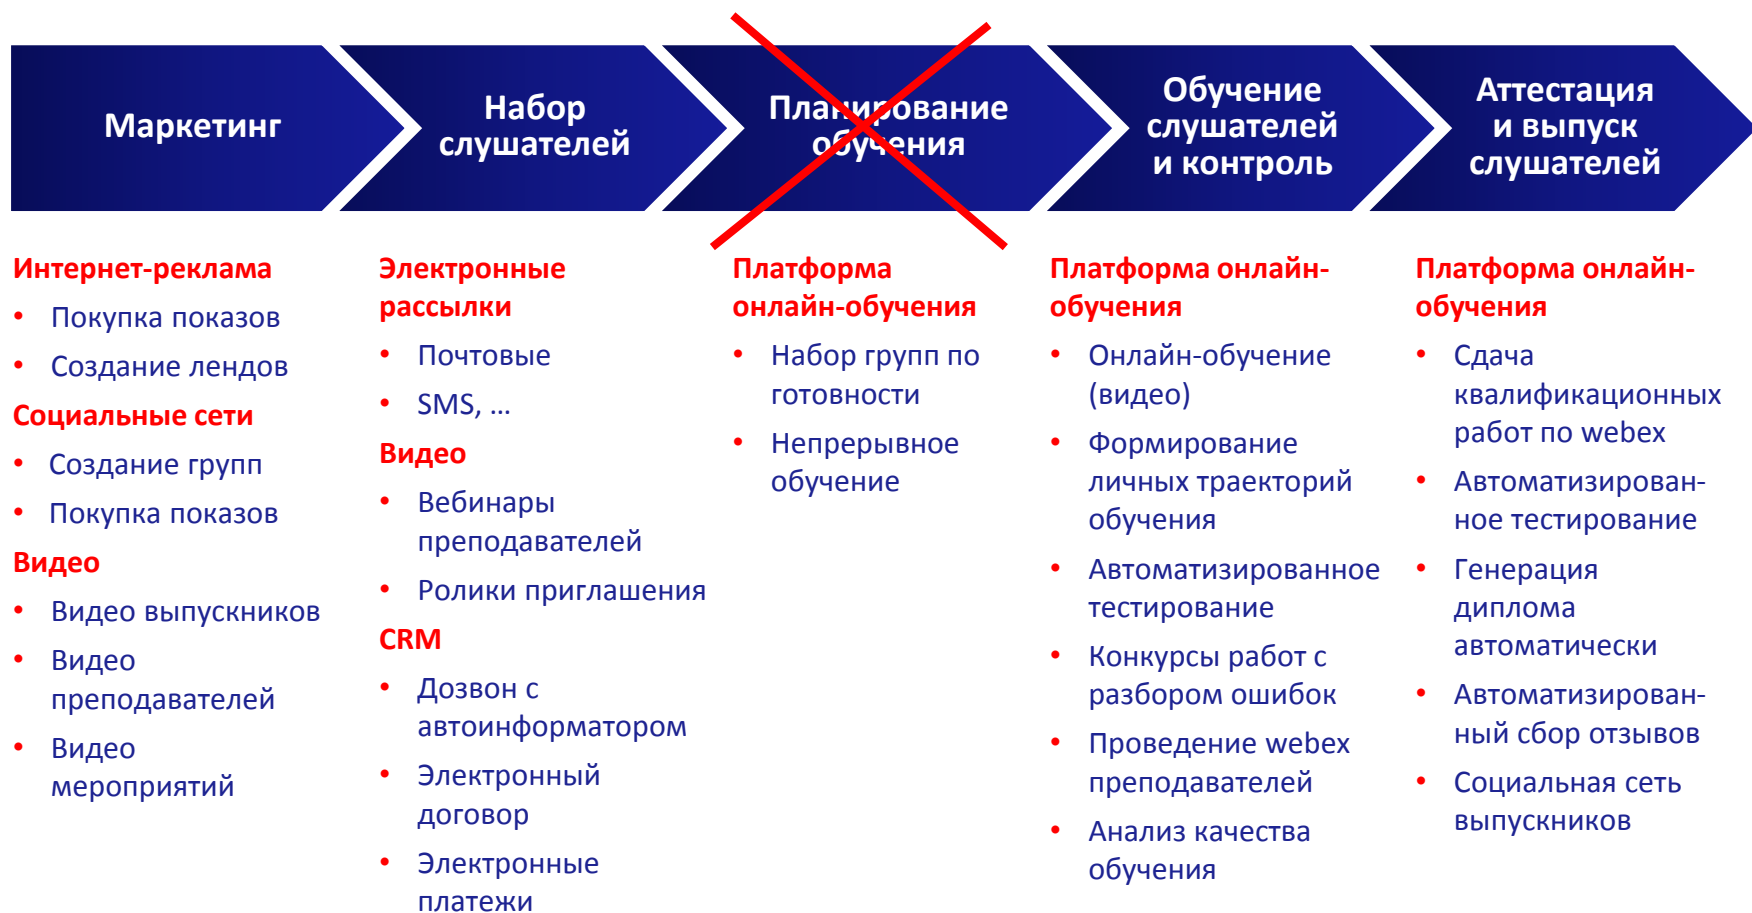 Маркетинг
Набор
слушателей
Планирование
обучения
Обучение
слушателей
и контроль
Аттестация
и выпуск
слушателей
Интернет-реклама
• Покупка показов
• Создание лендов
Социальные сети
• Создание групп
• Покупка показов
Видео
• Видео выпускников
• Видео
преподавателей
• Видео
мероприятий
Электронные
рассылки
• Почтовые
• SMS, ...
Видео
• Вебинары
преподавателей
• Ролики приглашения
CRM
• Дозвон с
автоинформатором
• Электронный
договор
• Электронные
платежи
Платформа
онлайн-обучения
• Набор групп по
готовности
• Непрерывное
обучение
Платформа онлайн-
обучения
• Онлайн-обучение
(видео)
• Формирование
личных траекторий
обучения
• Автоматизированное
тестирование
• Конкурсы работ с
разбором ошибок
• Проведение webex
преподавателей
• Анализ качества
обучения
Платформа онлайн-
обучения
• Сдача
квалификационных
работ по webex
• Автоматизирован-
ное тестирование
• Генерация
диплома
автоматически
• Автоматизирован-
ный сбор отзывов
• Социальная сеть
выпускников